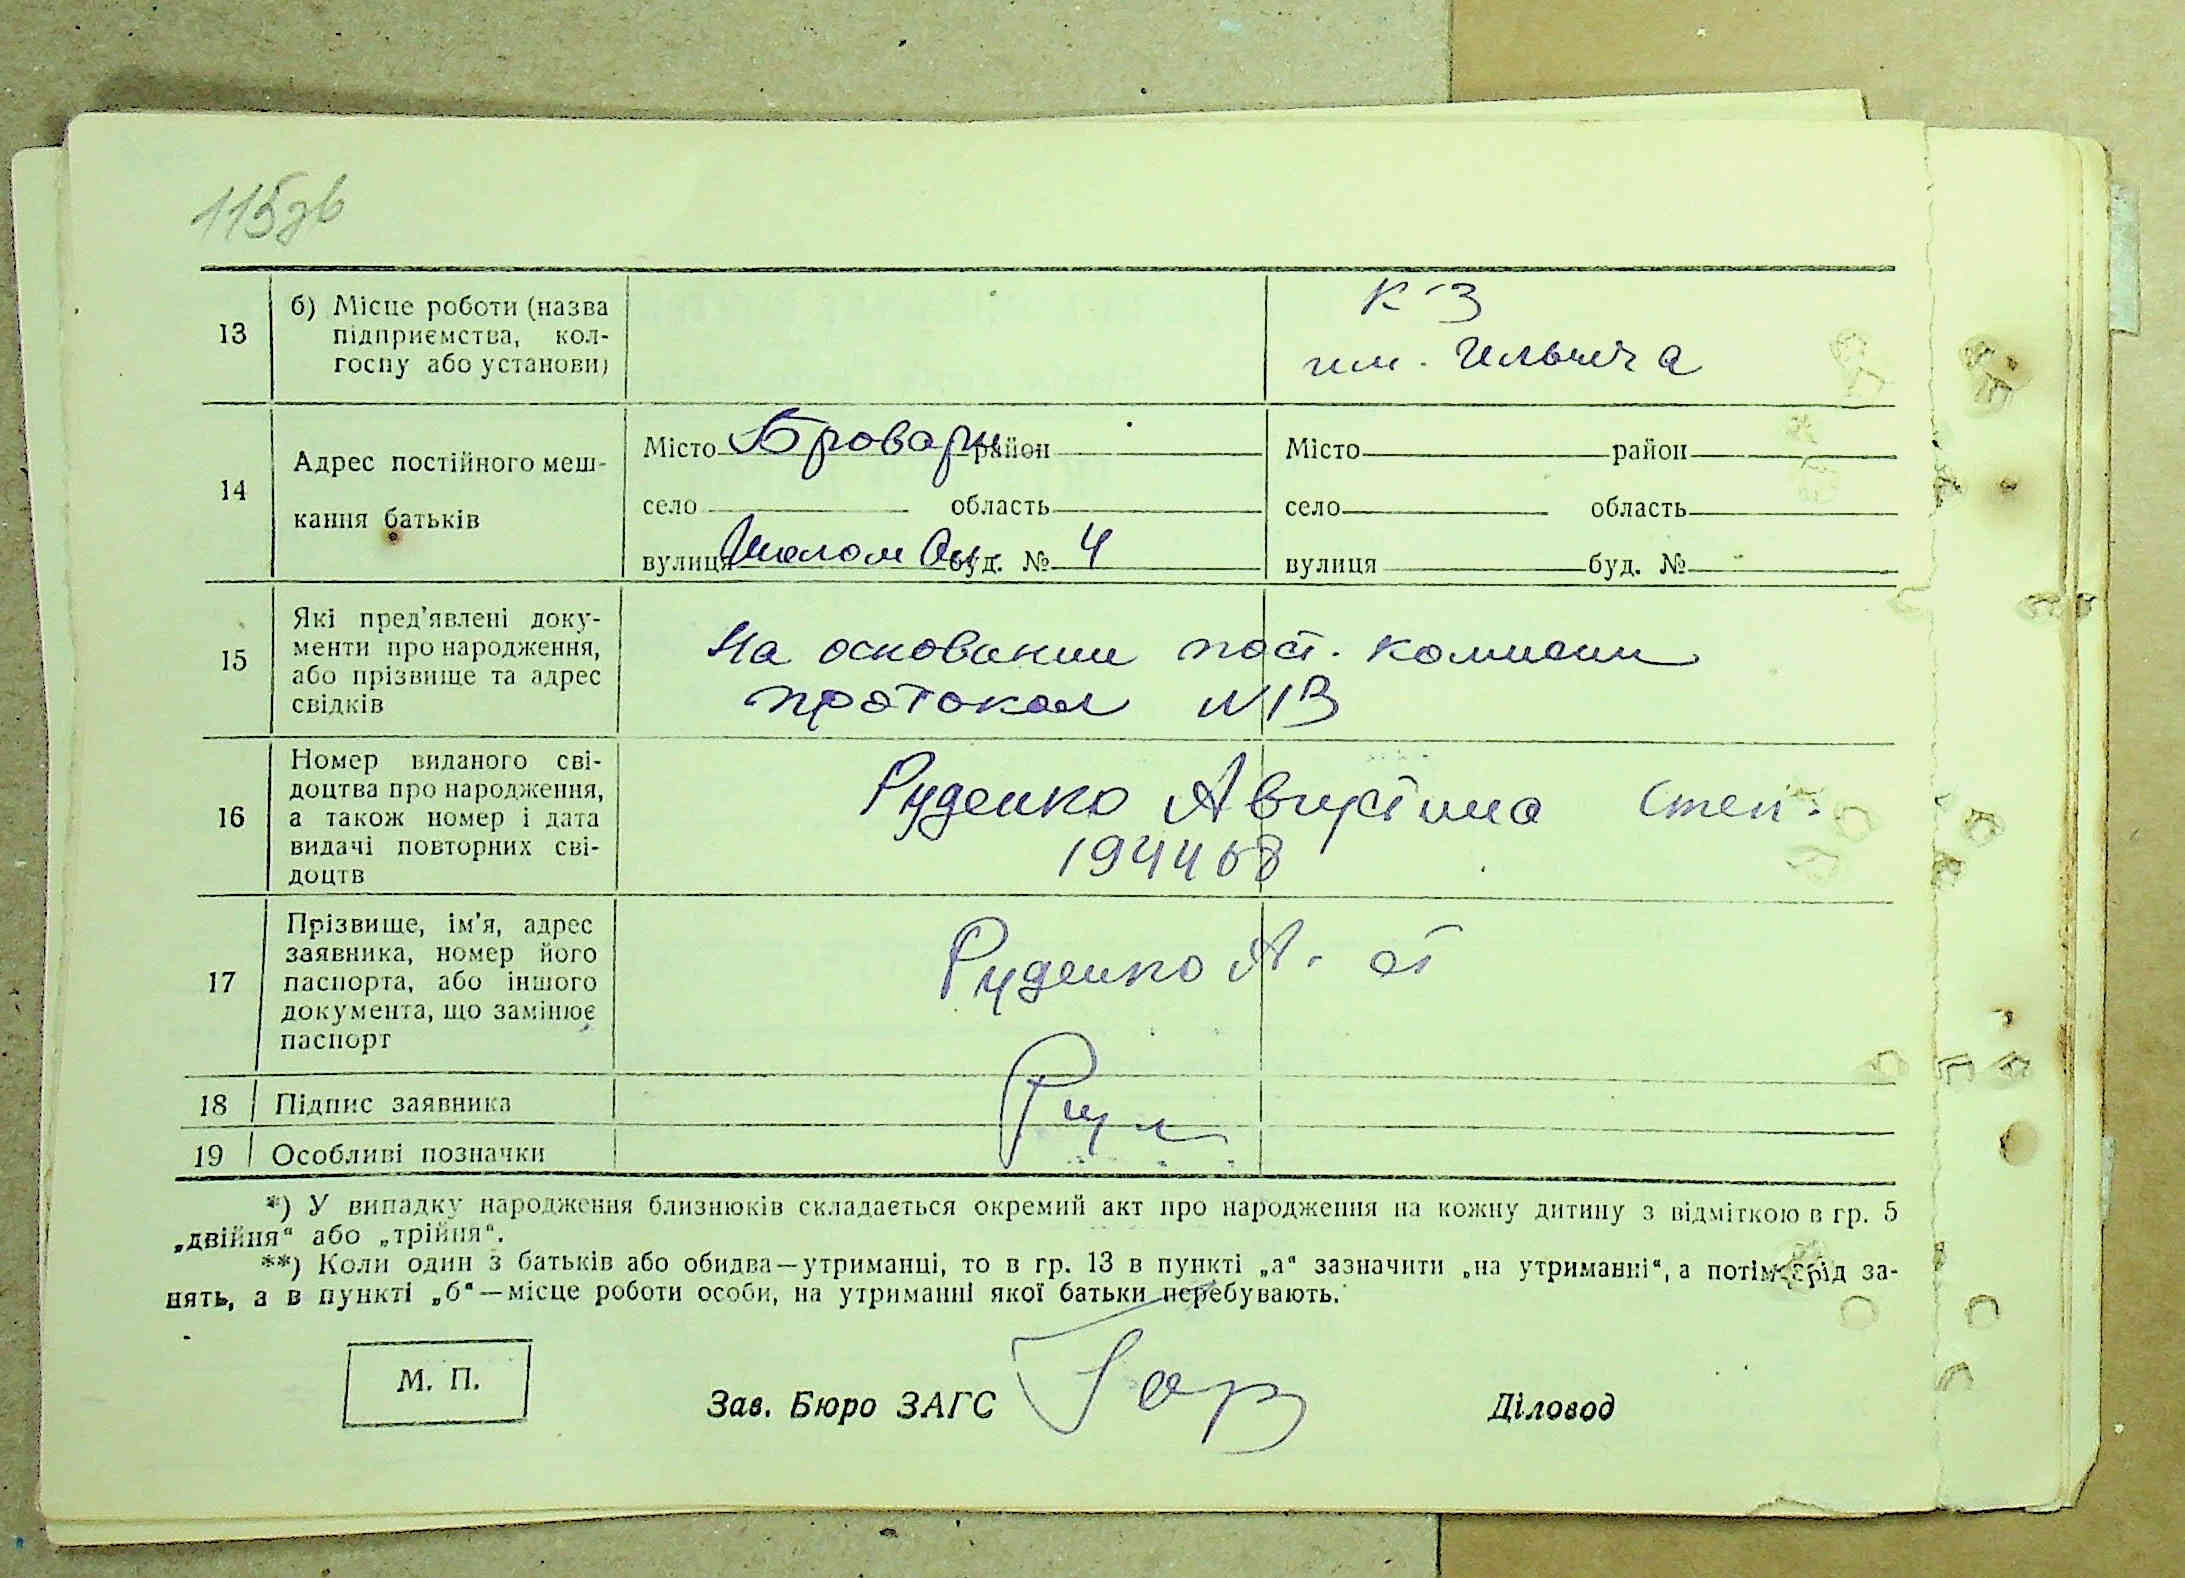 115зв
13
б) Місце роботи (назва
підприємства, кол-
госпу або установи)
К-з
им. Ильича
14
Адрес постійного меш-
кання батьків
Місто Бровари район
село область
вулиця Шолом Ал буд. № 4
Місто район
село область
вулиця буд. №
15
Які пред'явлені доку-
менти про народження,
або прізвище та адрес
свідків
На основании пост. комисии
протокол N 13
16
Номер виданого сві-
доцтва про народження,
а також номер і дата
видачі повторних сві-
доцтв
Руденко Августина Степ.
194408
17
Прізвище, ім'я, адрес
заявника, номер його
паспорта, або іншого
документа, що замінює
паспорт
Руденко А. от
18 Підпис заявника
19 Особливі позначки
*) У випадку народження близнюків складається окремий акт про народження на кожну дитину з відміткою в гр. 5
„двійня“ або „трійня“.
**) Коли один з батьків або обидва—утриманці, то в гр. 13 в пункті „а“ зазначити „на утриманні“, а потім рід за-
нять, а в пункті „б“—місце роботи особи, на утриманні якої батьки перебувають.
М. П.
Зав. Бюро ЗАГС
Діловод